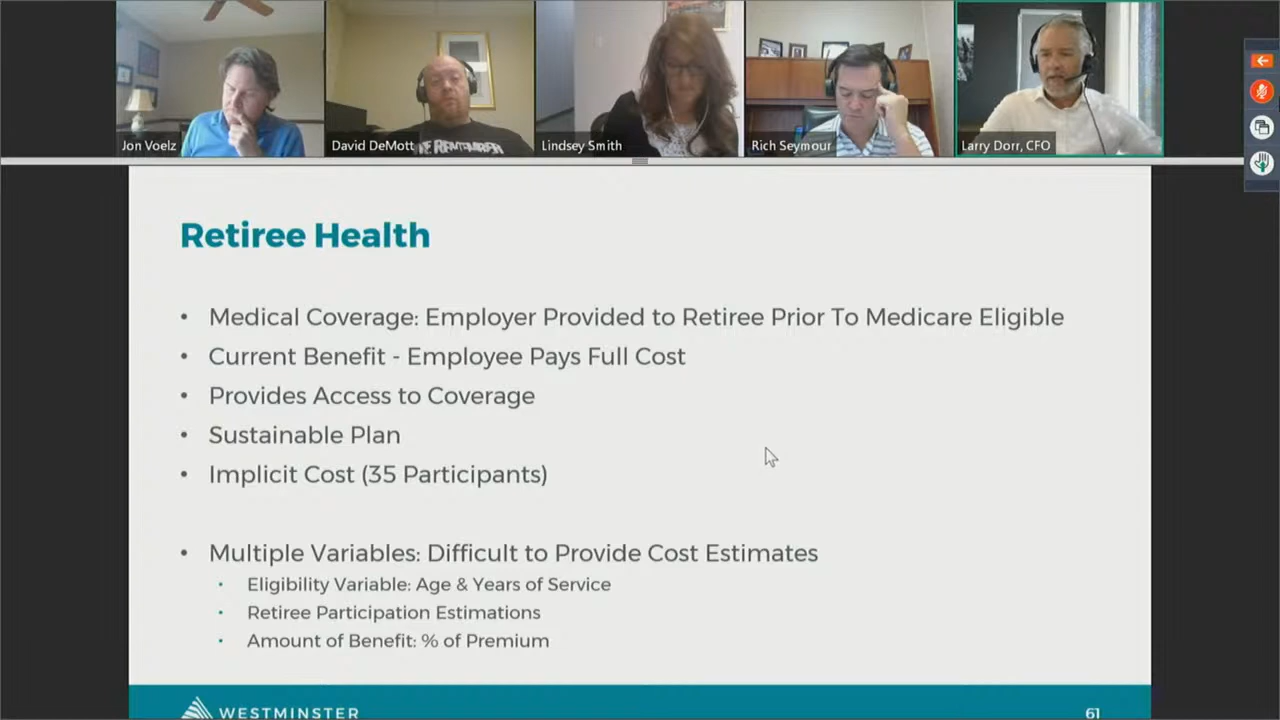 Jon Voelz
David DeMott
Lindsey Smith
Rich Seymour
Larry Dorr, CFO
Retiree Health
• Medical Coverage: Employer Provided to Retiree Prior To Medicare Eligible
• Current Benefit - Employee Pays Full Cost
• Provides Access to Coverage
• Sustainable Plan
• Implicit Cost (35 Participants)
• Multiple Variables: Difficult to Provide Cost Estimates
• Eligibility Variable: Age & Years of Service
• Retiree Participation Estimations
• Amount of Benefit: % of Premium
WESTMINSTER
61